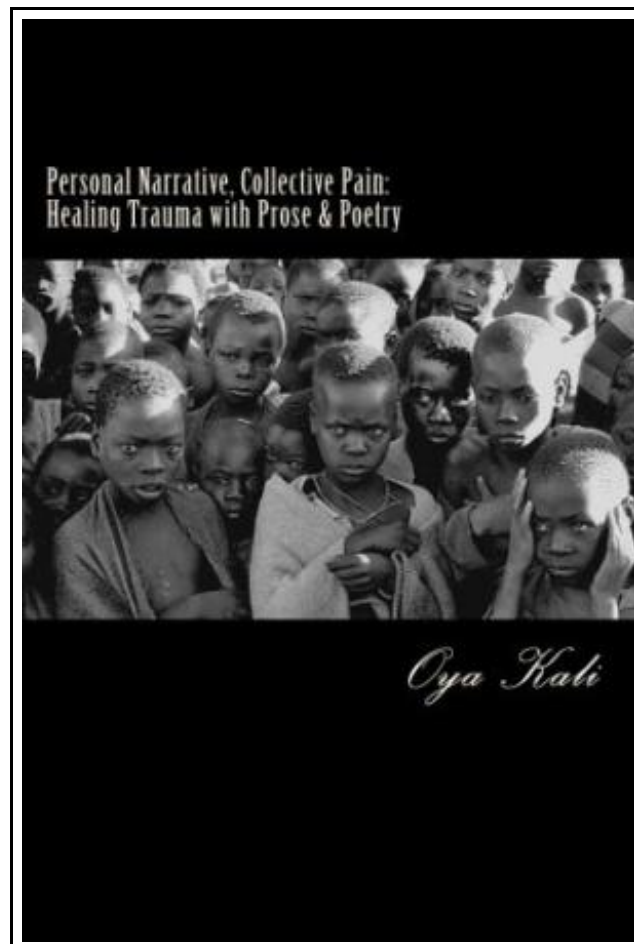 Personal Narrative, Collective Pain:
Healing Trauma with Prose & Poetry
Oya Kali